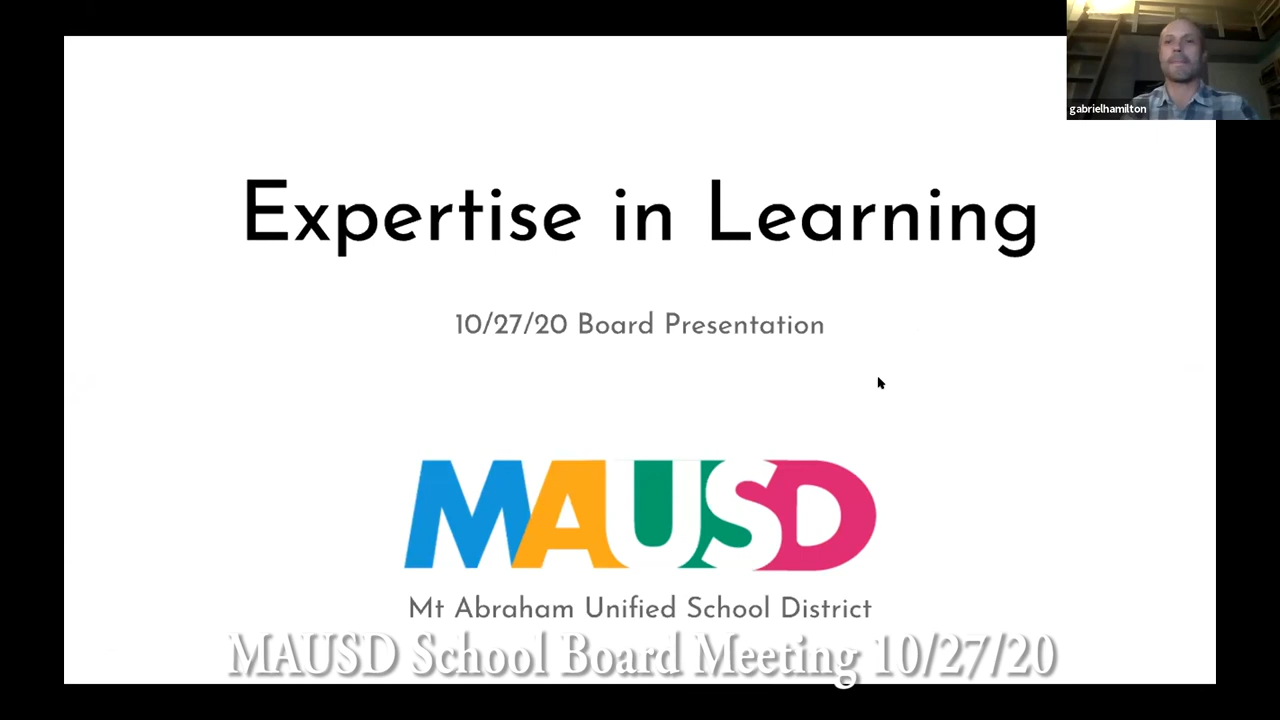 gabrielhamilton
Expertise in Learning
10/27/20 Board Presentation
MAUSD
Mt Abraham Unified School District
MAUSD School Board Meeting 10/27/20